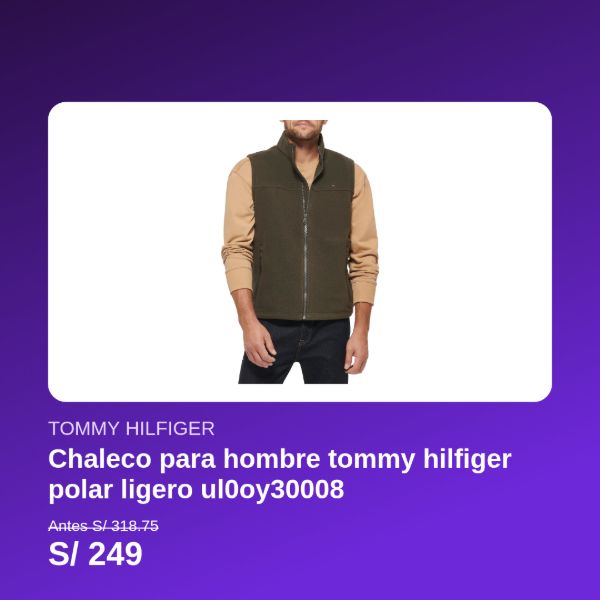 TOMMY HILFIGER
Chaleco para hombre tommy hilfiger
polar ligero ul0oy30008
Antes S/ 318.75
S/ 249